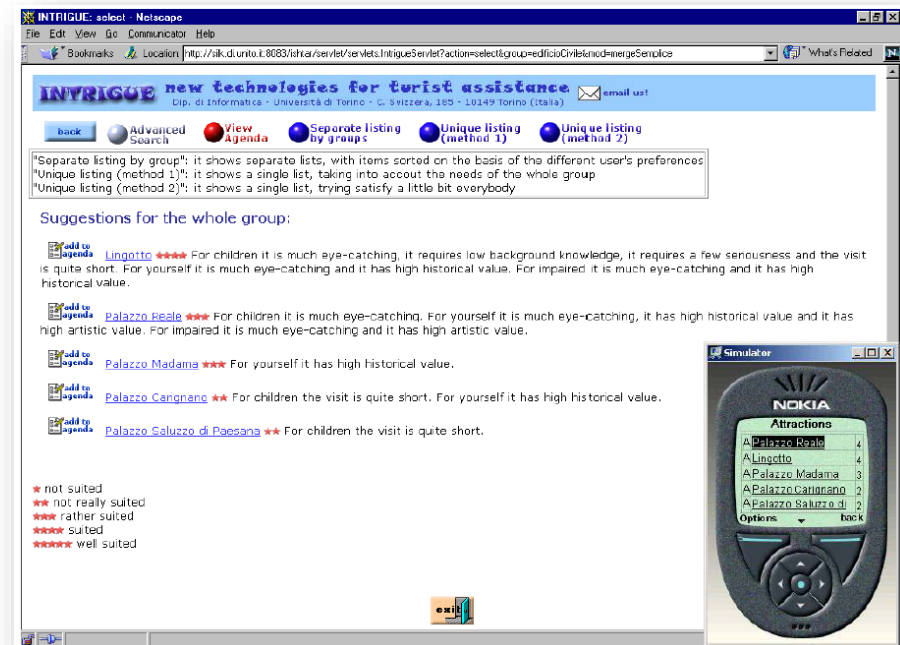 INTRIGUE: select - Netscape
File Edit View Go Communicator Help
Bookmarks Location http://silk.di.unito.it:8083/ishtar/servlet/servlets.IntrigueServlet?action=select&group=edificioCivile&mod=mergeSemplice What's Related
INTRIGUE new technologies for turist assistance email us!
Dip. di Informatica - Università di Torino - C. Svizzera, 185 - 10149 Torino (Italia)
back Advanced Search View Agenda Separate listing by groups Unique listing (method 1) Unique listing (method 2)
"Separate listing by group": it shows separate lists, with items sorted on the basis of the different user's preferences
"Unique listing (method 1)": it shows a single list, taking into accout the needs of the whole group
"Unique listing (method 2)": it shows a single list, trying satisfy a little bit everybody
Suggestions for the whole group:
add to agenda Lingotto ★★★★ For children it is much eye-catching, it requires low background knowledge, it requires a few seriousness and the visit
is quite short. For yourself it is much eye-catching and it has high historical value. For impaired it is much eye-catching and it has high
historical value.
add to agenda Palazzo Reale ★★★ For children it is much eye-catching. For yourself it is much eye-catching, it has high historical value and it has
high artistic value. For impaired it is much eye-catching and it has high artistic value.
add to agenda Palazzo Madama ★★★ For yourself it has high historical value.
add to agenda Palazzo Carignano ★★ For children the visit is quite short. For yourself it has high historical value.
add to agenda Palazzo Saluzzo di Paesana ★★ For children the visit is quite short.
★ not suited
★★ not really suited
★★★ rather suited
★★★★ suited
★★★★★ well suited
exit
Simulator
NOKIA
Attractions
A Palazzo Reale 4
A Lingotto 4
A Palazzo Madama 3
A Palazzo Carignano 2
A Palazzo Saluzzo di 2
Options back